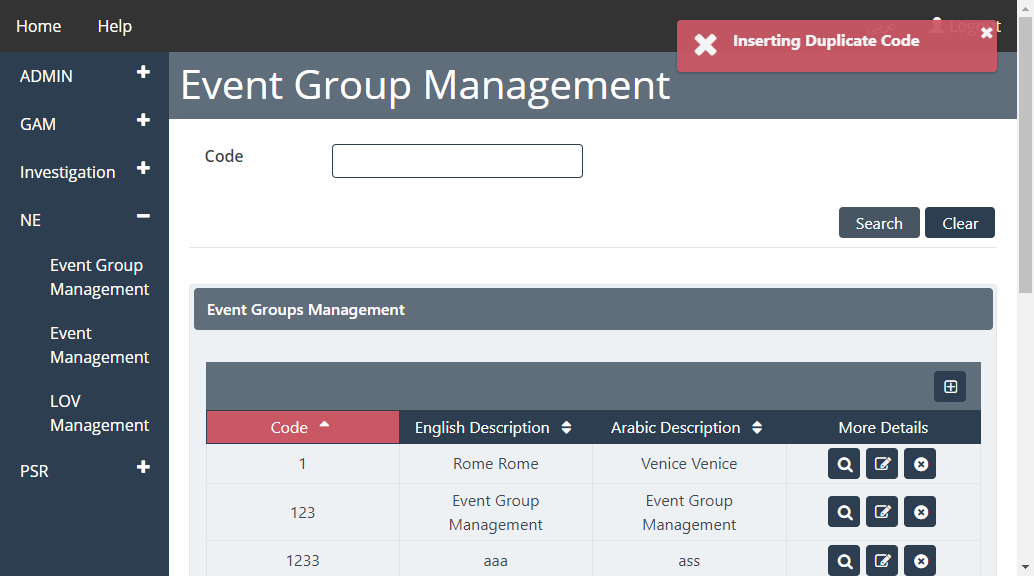 Home
Help
Logout
Inserting Duplicate Code
ADMIN
GAM
Investigation
NE
Event Group
Management
Event
Management
LOV
Management
PSR
Event Group Management
Code
Search
Clear
Event Groups Management
Code
English Description
Arabic Description
More Details
1
Rome Rome
Venice Venice
123
Event Group
Management
Event Group
Management
1233
aaa
ass